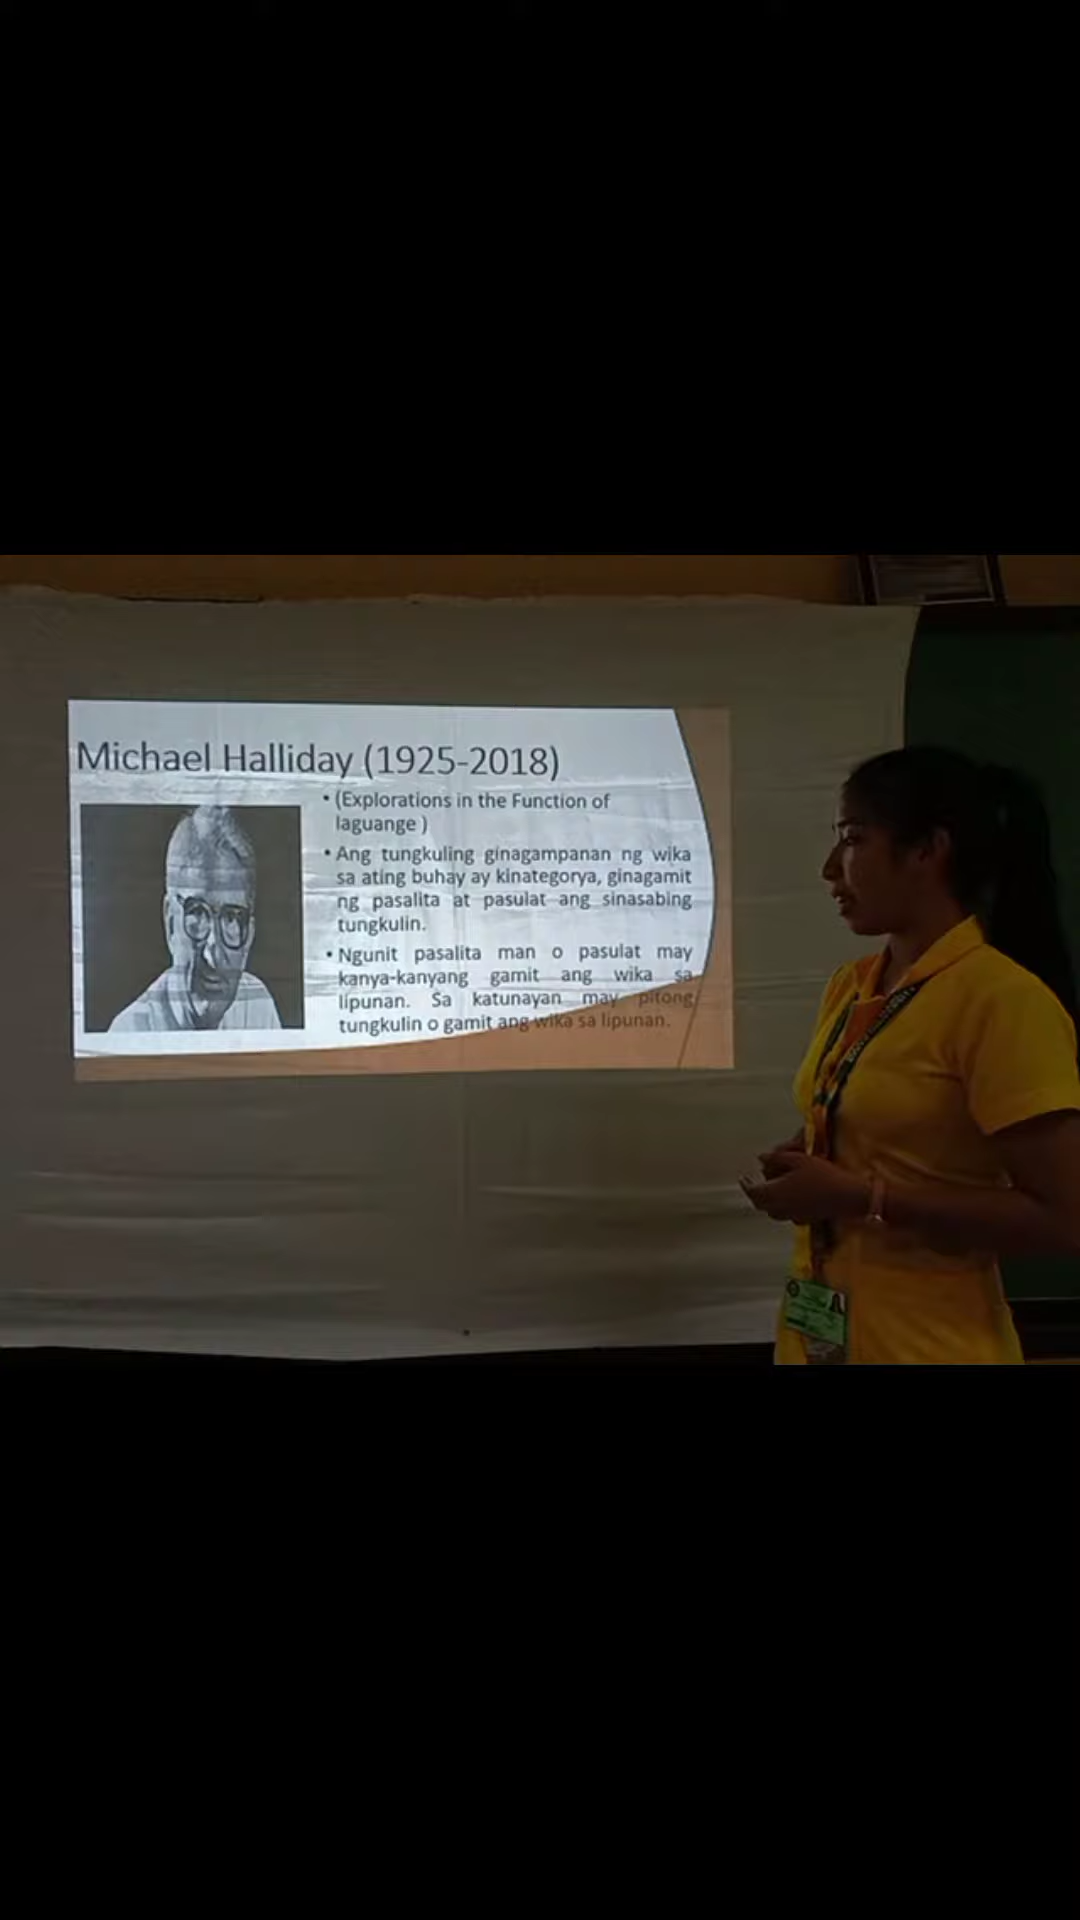 Michael Halliday (1925-2018)
• (Explorations in the Function of
laguange )
• Ang tungkuling ginagampanan ng wika
sa ating buhay ay kinategorya, ginagamit
ng pasalita at pasulat ang sinasabing
tungkulin.
• Ngunit pasalita man o pasulat may
kanya-kanyang gamit ang wika sa
lipunan. Sa katunayan may pitong
tungkulin o gamit ang wika sa lipunan.